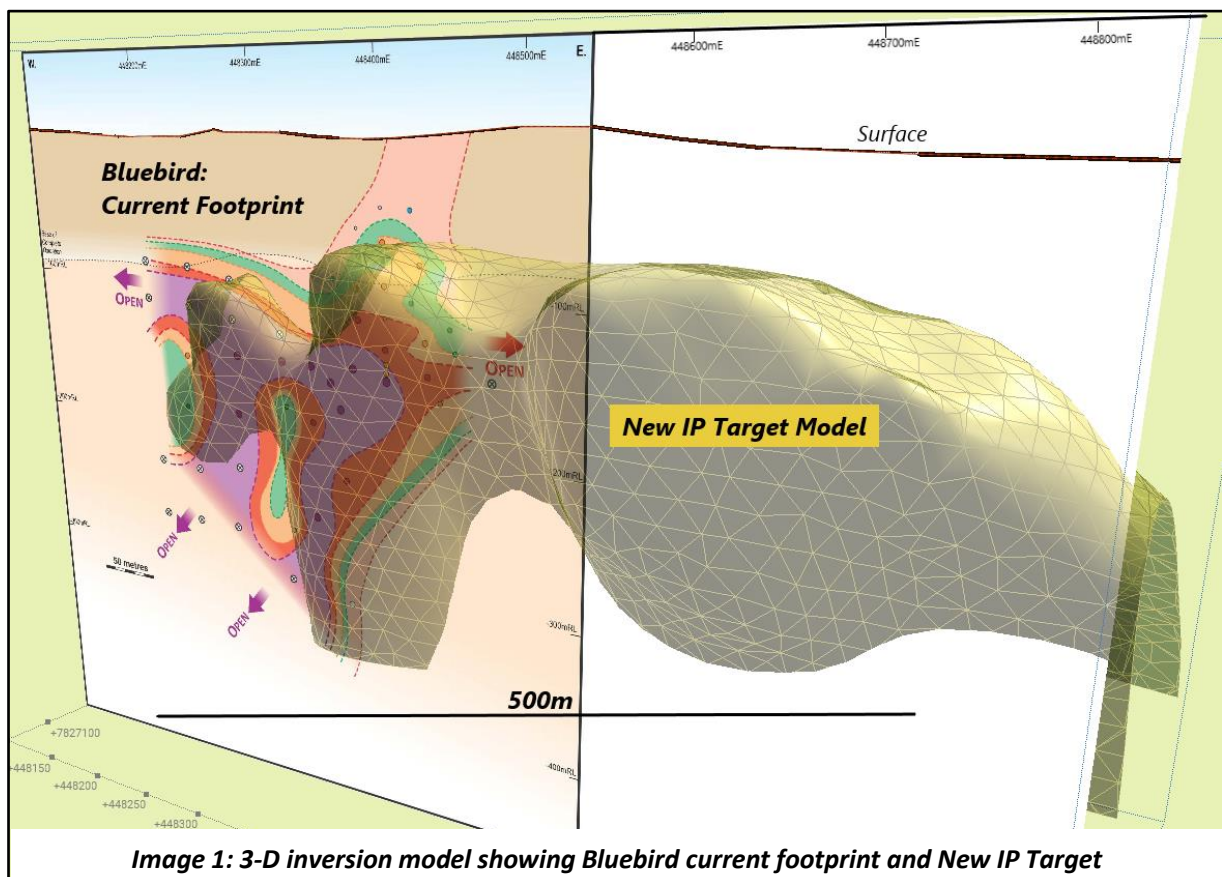 W.
448200mE
448300mE
448400mE
448500mE
E.
448600mE
448700mE
448800mE
Surface
Bluebird:
Current Footprint
OPEN
OPEN
-100mRL
New IP Target Model
200mRL
OPEN
50 metres
OPEN
-300mRL
500m
-400mRL
+7827100
+448150
+448200
+448250
+448300
Image 1: 3-D inversion model showing Bluebird current footprint and New IP Target